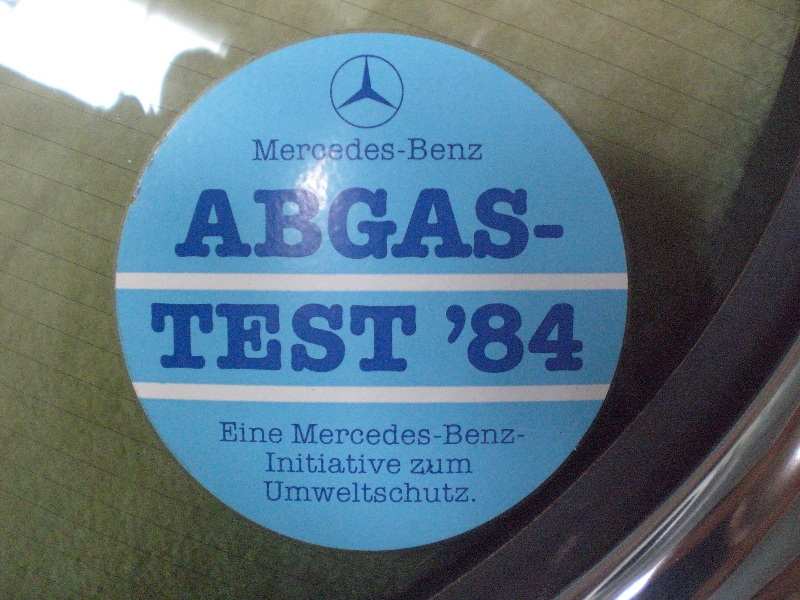 Mercedes-Benz
ABGAS-
TEST '84
Eine Mercedes-Benz-
Initiative zum
Umweltschutz.